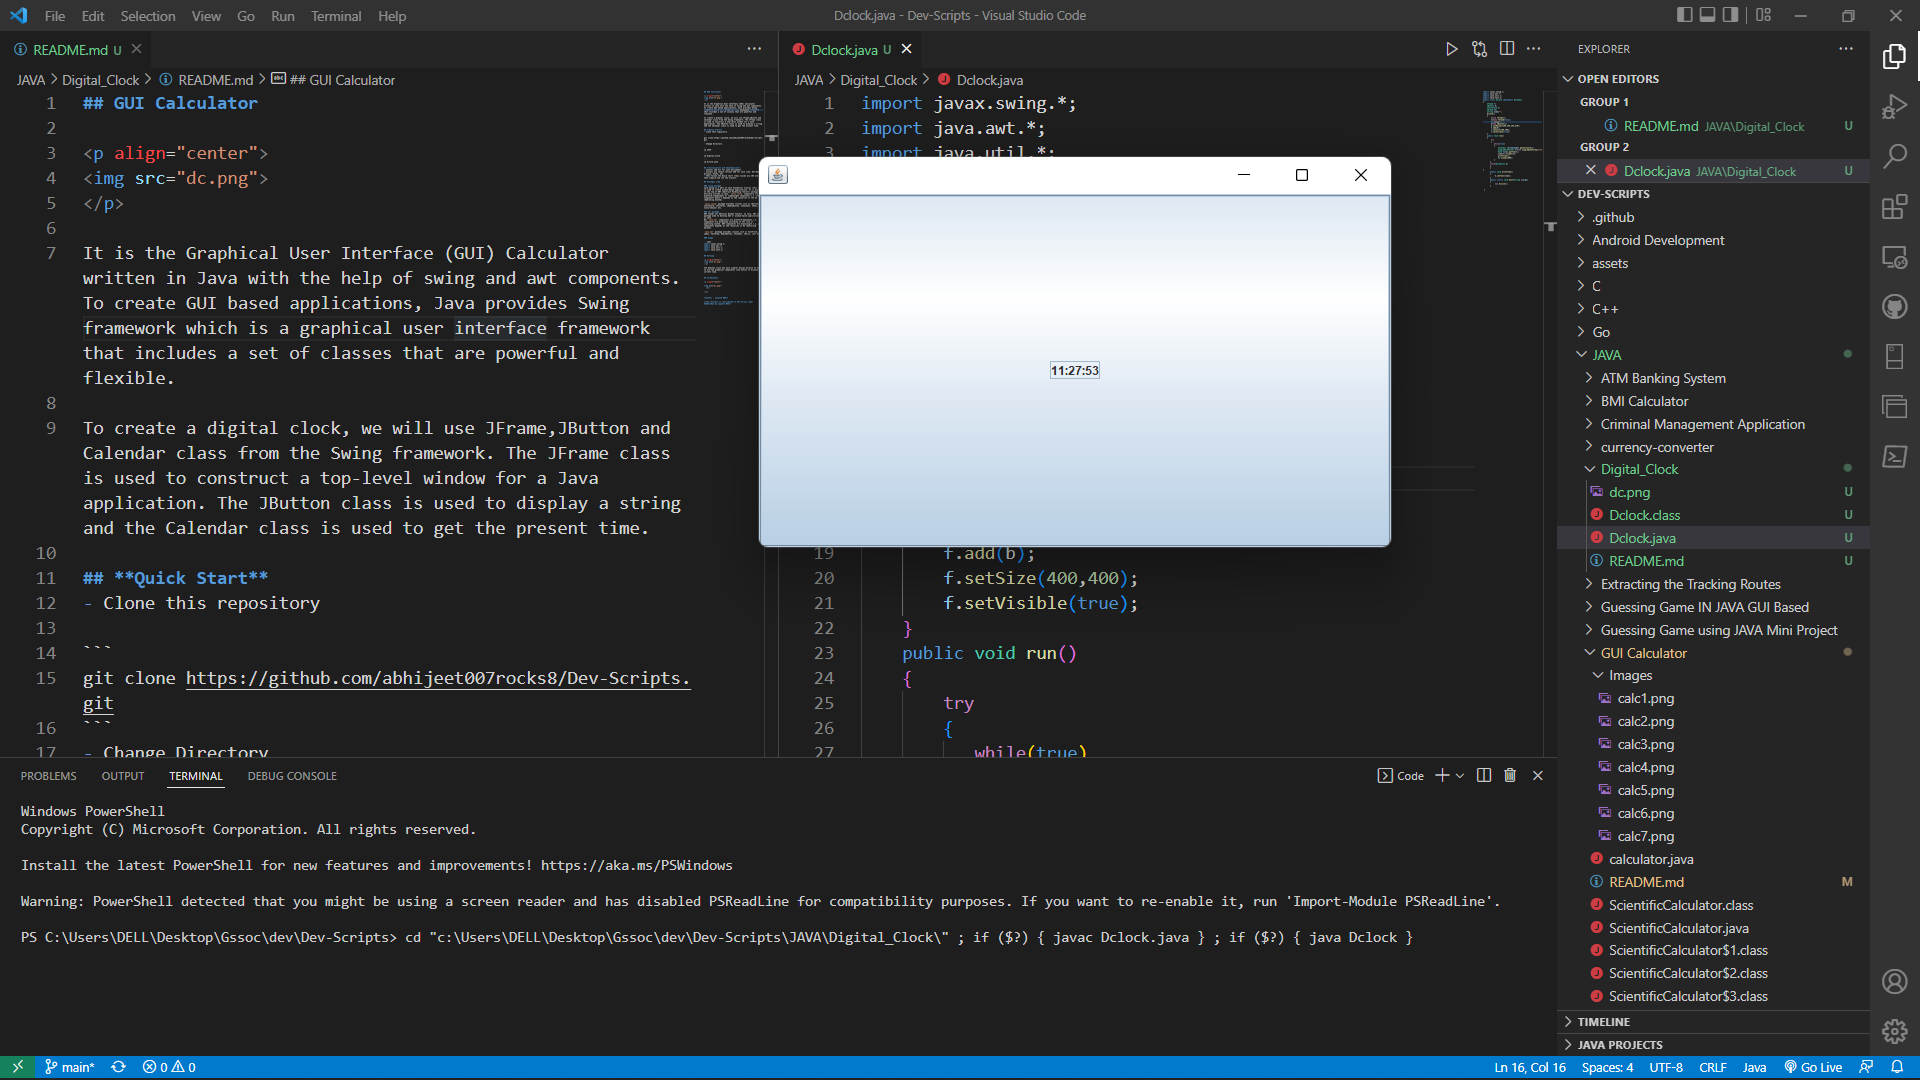 File Edit Selection View Go Run Terminal Help
Dclock.java - Dev-Scripts - Visual Studio Code
README.md U
JAVA > Digital_Clock > README.md > ## GUI Calculator
1 ## GUI Calculator
2
3 <p align="center">
4 <img src="dc.png">
5 </p>
6
7 It is the Graphical User Interface (GUI) Calculator
written in Java with the help of swing and awt components.
To create GUI based applications, Java provides Swing
framework which is a graphical user interface framework
that includes a set of classes that are powerful and
flexible.
8
9 To create a digital clock, we will use JFrame,JButton and
Calendar class from the Swing framework. The JFrame class
is used to construct a top-level window for a Java
application. The JButton class is used to display a string
and the Calendar class is used to get the present time.
10
11 ## **Quick Start**
12 - Clone this repository
13
14 ```
15 git clone https://github.com/abhijeet007rocks8/Dev-Scripts.
git
16 ```
17 - Change Directory
Dclock.java U
JAVA > Digital_Clock > Dclock.java
1 import javax.swing.*;
2 import java.awt.*;
3 import java.util.*;
11:27:53
19 f.add(b);
20 f.setSize(400,400);
21 f.setVisible(true);
22 }
23 public void run()
24 {
25 try
26 {
27 while(true)
EXPLORER
OPEN EDITORS
GROUP 1
README.md JAVA\Digital_Clock U
GROUP 2
Dclock.java JAVA\Digital_Clock U
DEV-SCRIPTS
.github
Android Development
assets
C
C++
Go
JAVA
ATM Banking System
BMI Calculator
Criminal Management Application
currency-converter
Digital_Clock
dc.png U
Dclock.class U
Dclock.java U
README.md U
Extracting the Tracking Routes
Guessing Game IN JAVA GUI Based
Guessing Game using JAVA Mini Project
GUI Calculator
Images
calc1.png
calc2.png
calc3.png
calc4.png
calc5.png
calc6.png
calc7.png
calculator.java
README.md M
ScientificCalculator.class
ScientificCalculator.java
ScientificCalculator$1.class
ScientificCalculator$2.class
ScientificCalculator$3.class
TIMELINE
JAVA PROJECTS
PROBLEMS OUTPUT TERMINAL DEBUG CONSOLE
Code
Windows PowerShell
Copyright (C) Microsoft Corporation. All rights reserved.
Install the latest PowerShell for new features and improvements! https://aka.ms/PSWindows
Warning: PowerShell detected that you might be using a screen reader and has disabled PSReadLine for compatibility purposes. If you want to re-enable it, run 'Import-Module PSReadLine'.
PS C:\Users\DELL\Desktop\Gssoc\dev\Dev-Scripts> cd "c:\Users\DELL\Desktop\Gssoc\dev\Dev-Scripts\JAVA\Digital_Clock\" ; if ($?) { javac Dclock.java } ; if ($?) { java Dclock }
main* 0 0
Ln 16, Col 16 Spaces: 4 UTF-8 CRLF Java Go Live